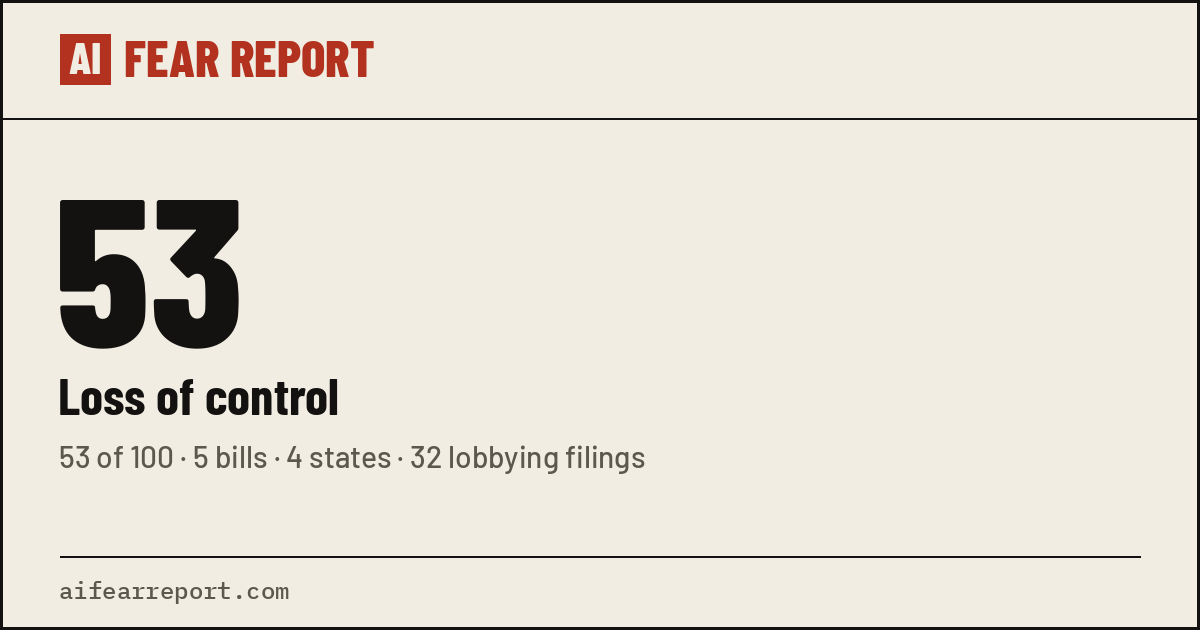 AI FEAR REPORT
53
Loss of control
53 of 100 · 5 bills · 4 states · 32 lobbying filings
aifearreport.com